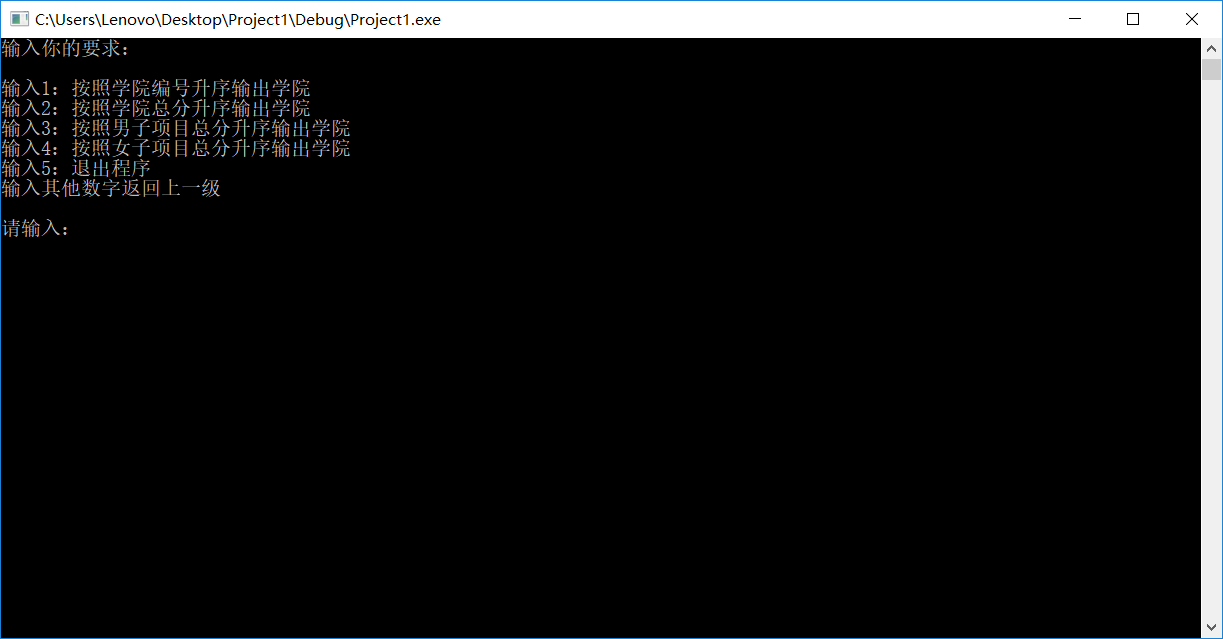 C:\Users\Lenovo\Desktop\Project1\Debug\Project1.exe
输入你的要求：
输入1：按照学院编号升序输出学院
输入2：按照学院总分升序输出学院
输入3：按照男子项目总分升序输出学院
输入4：按照女子项目总分升序输出学院
输入5：退出程序
输入其他数字返回上一级
请输入：